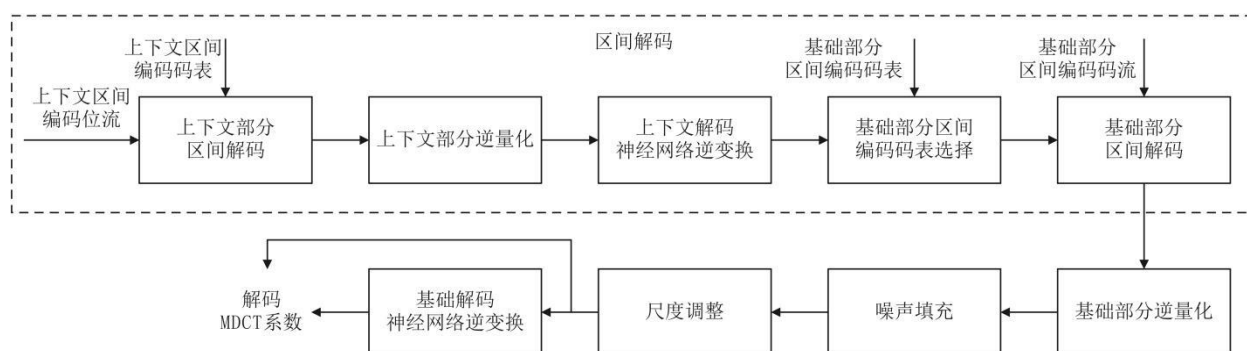 区间解码
上下文区间
编码码表
基础部分
区间编码码表
基础部分
区间编码码流
上下文区间
编码位流
上下文部分
区间解码
上下文部分逆量化
上下文解码
神经网络逆变换
基础部分区间
编码码表选择
基础部分
区间解码
解码
MDCT系数
基础解码
神经网络逆变换
尺度调整
噪声填充
基础部分逆量化